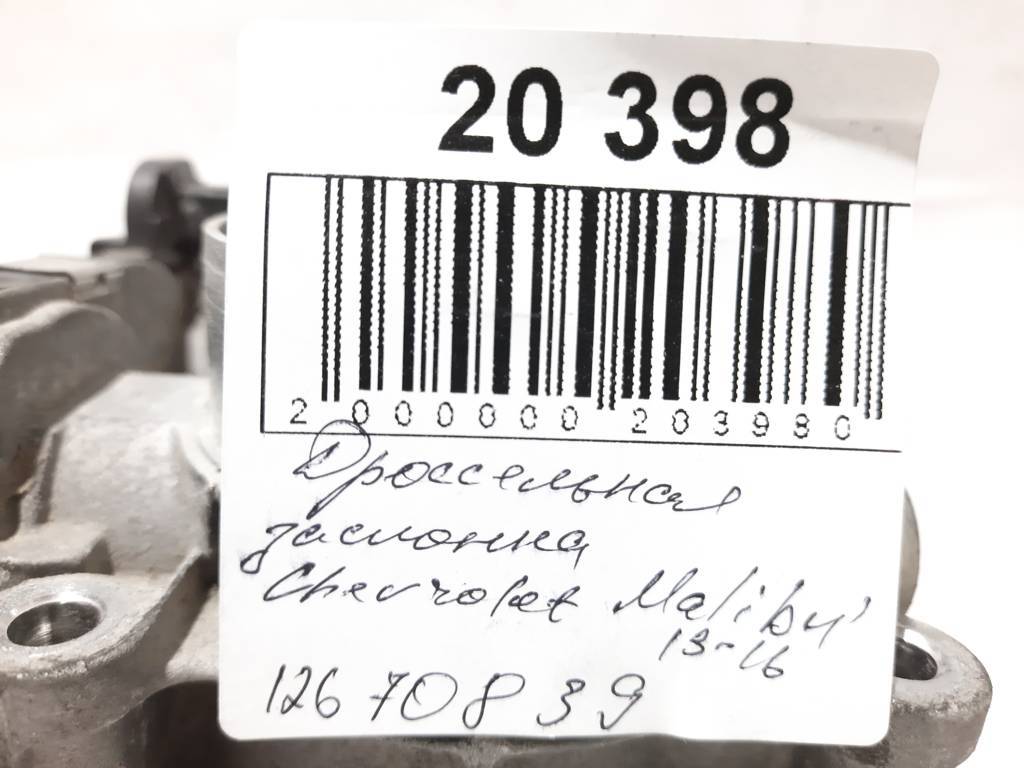 20 398
2 000000 203980
Дроссельная
заслонка
Chevrolet Malibu
13-16
12670839